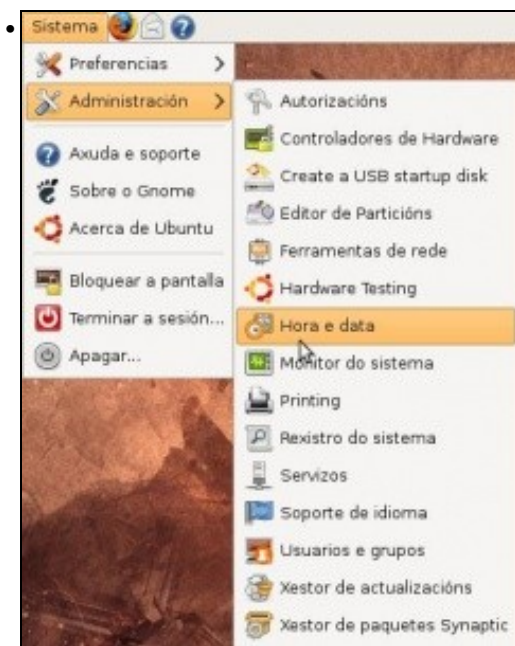 Sistema
Preferencias
Administración
Axuda e soporte
Sobre o Gnome
Acerca de Ubuntu
Bloquear a pantalla
Terminar a sesión...
Apagar...
Autorizacións
Controladores de Hardware
Create a USB startup disk
Editor de Particións
Ferramentas de rede
Hardware Testing
Hora e data
Monitor do sistema
Printing
Rexistro do sistema
Servizos
Soporte de idioma
Usuarios e grupos
Xestor de actualizacións
Xestor de paquetes Synaptic